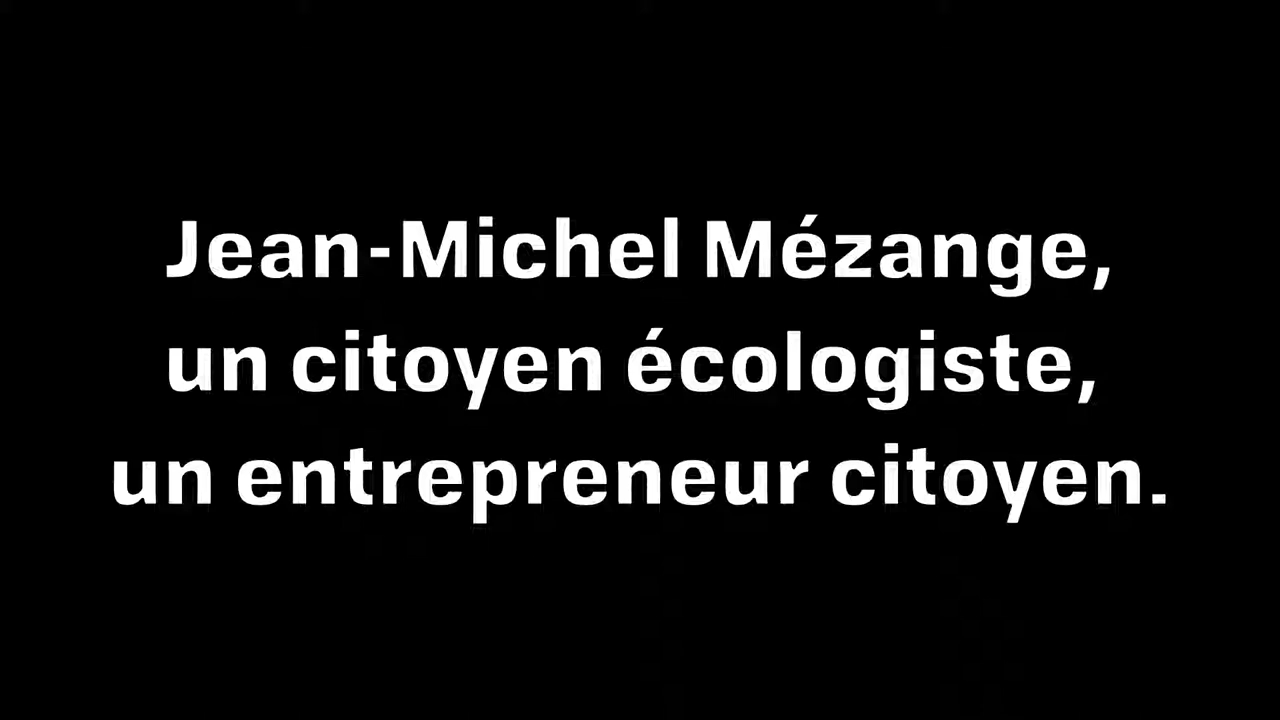 Jean-Michel Mézange,
un citoyen écologiste,
un entrepreneur citoyen.